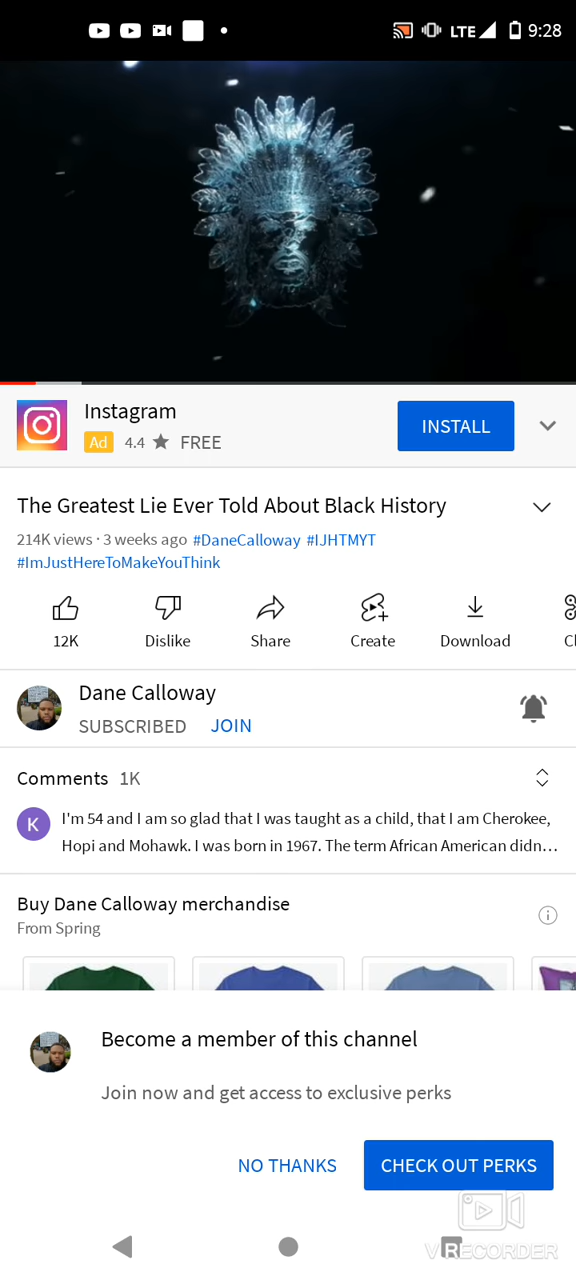 LTE 9:28
Instagram
Ad 4.4 ★ FREE
INSTALL
The Greatest Lie Ever Told About Black History
214K views · 3 weeks ago #DaneCalloway #IJHTMYT
#ImJustHereToMakeYouThink
12K Dislike Share Create Download Cl
Dane Calloway
SUBSCRIBED JOIN
Comments 1K
K
I'm 54 and I am so glad that I was taught as a child, that I am Cherokee,
Hopi and Mohawk. I was born in 1967. The term African American didn...
Buy Dane Calloway merchandise
From Spring
Become a member of this channel
Join now and get access to exclusive perks
NO THANKS CHECK OUT PERKS
VRECORDER